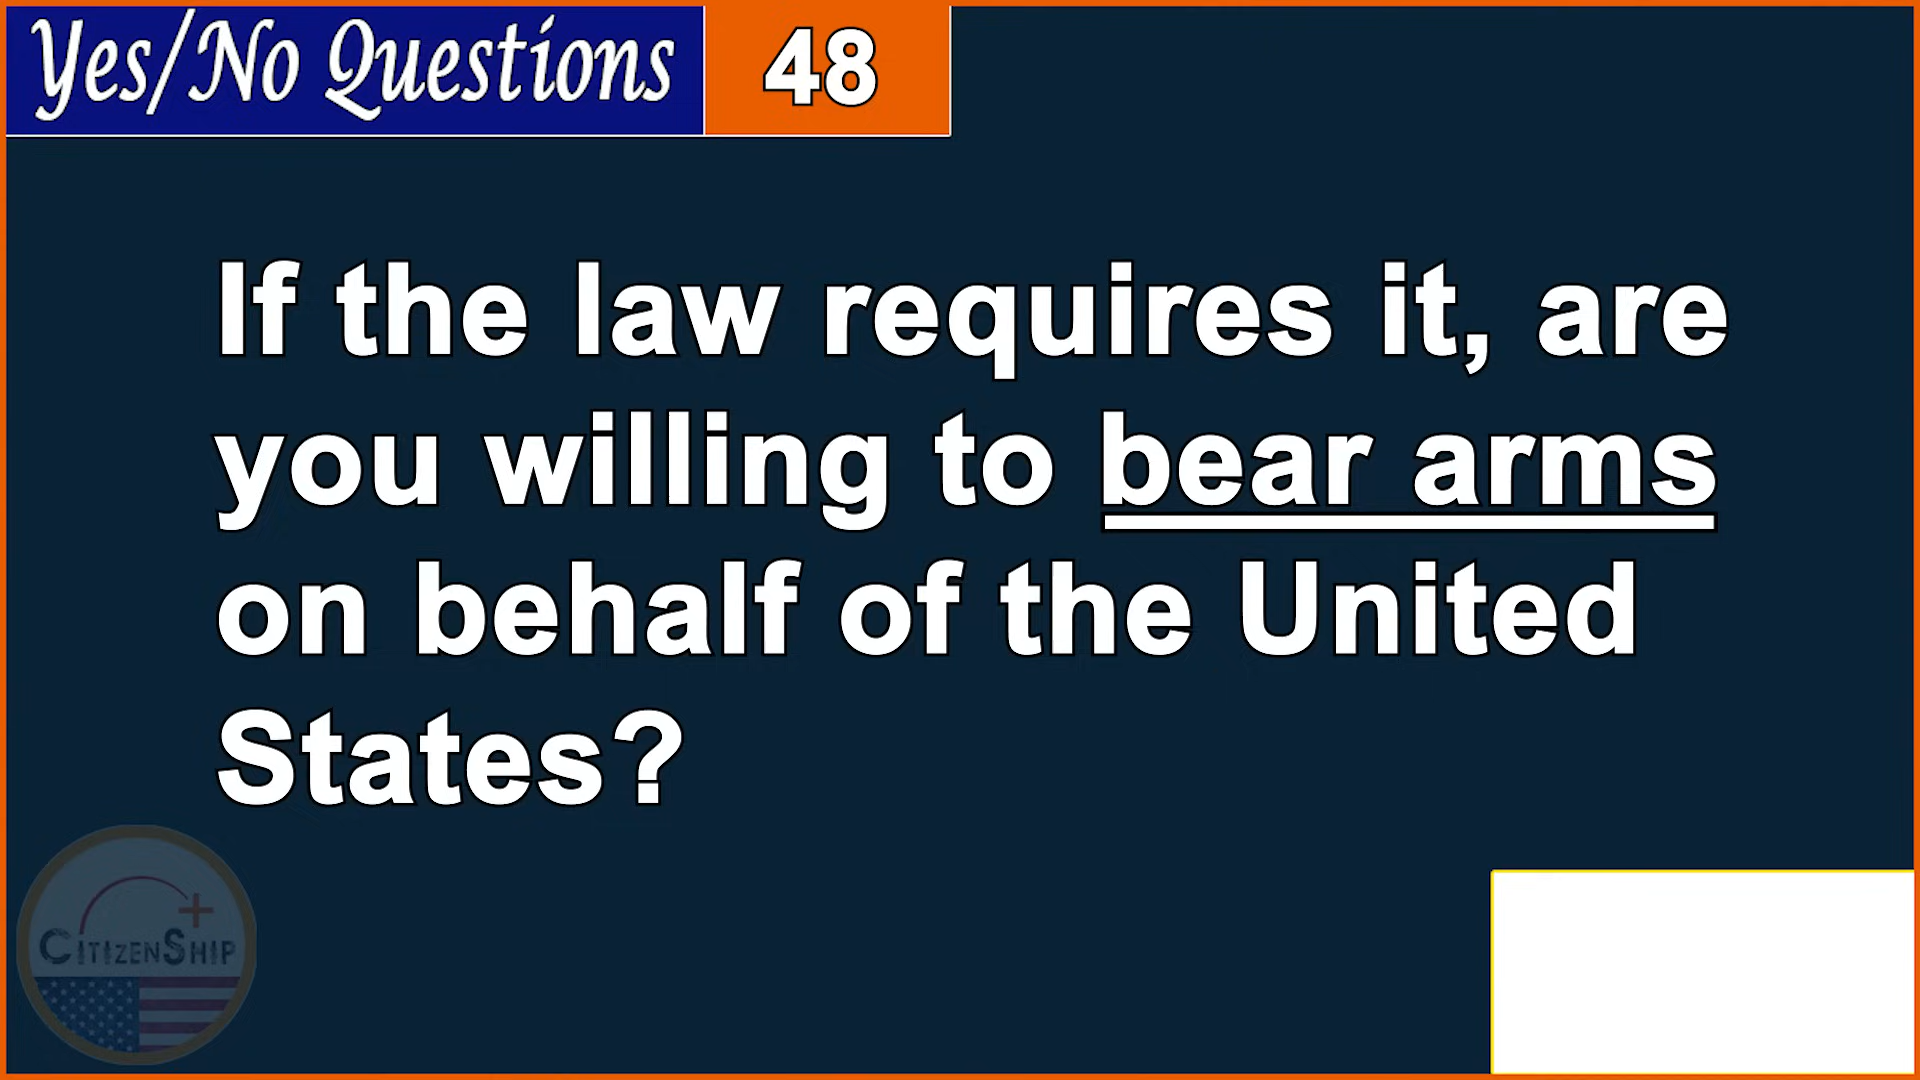 Yes/No Questions 48
If the law requires it, are
you willing to bear arms
on behalf of the United
States?
CITIZENSHIP